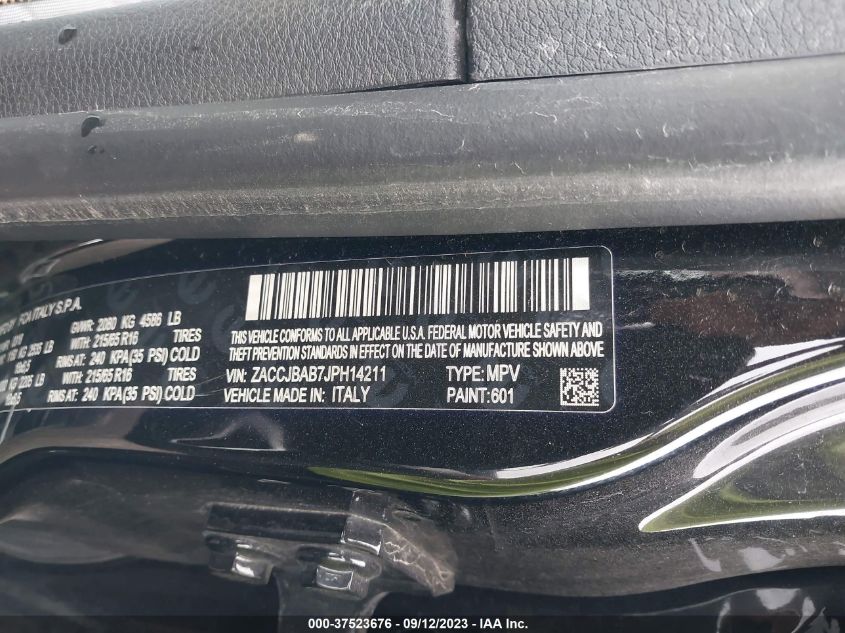 FCA ITALY S.P.A.
GVWR: 2080 KG 4586 LB
WITH: 215/65 R16 TIRES
RIMS AT: 240 KPA(35 PSI) COLD
WITH: 215/65 R16 TIRES
RIMS AT: 240 KPA(35 PSI) COLD
THIS VEHICLE CONFORMS TO ALL APPLICABLE U.S.A. FEDERAL MOTOR VEHICLE SAFETY AND
THEFT PREVENTION STANDARDS IN EFFECT ON THE DATE OF MANUFACTURE SHOWN ABOVE
VIN: ZACCJBAB7JPH14211 TYPE: MPV
VEHICLE MADE IN: ITALY PAINT: 601
000-37523676 - 09/12/2023 - IAA Inc.